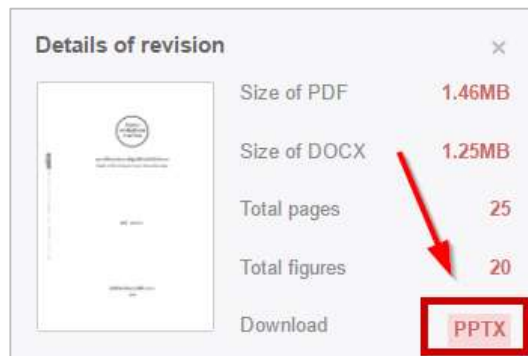 Details of revision ×
Size of PDF 1.46MB
Size of DOCX 1.25MB
Total pages 25
Total figures 20
Download PPTX